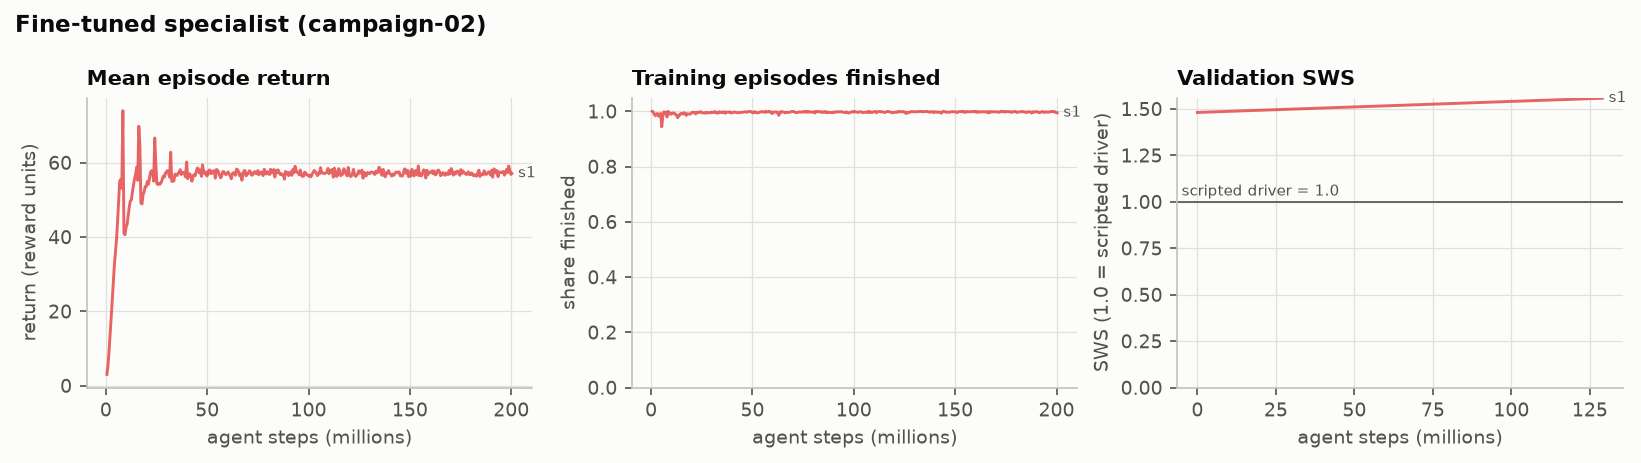 Fine-tuned specialist (campaign-02)
Mean episode return
return (reward units)
60
40
20
0
s1
0 50 100 150 200
agent steps (millions)
Training episodes finished
share finished
1.0
0.8
0.6
0.4
0.2
0.0
s1
0 50 100 150 200
agent steps (millions)
Validation SWS
SWS (1.0 = scripted driver)
1.50
1.25
1.00
0.75
0.50
0.25
0.00
s1
scripted driver = 1.0
0 25 50 75 100 125
agent steps (millions)